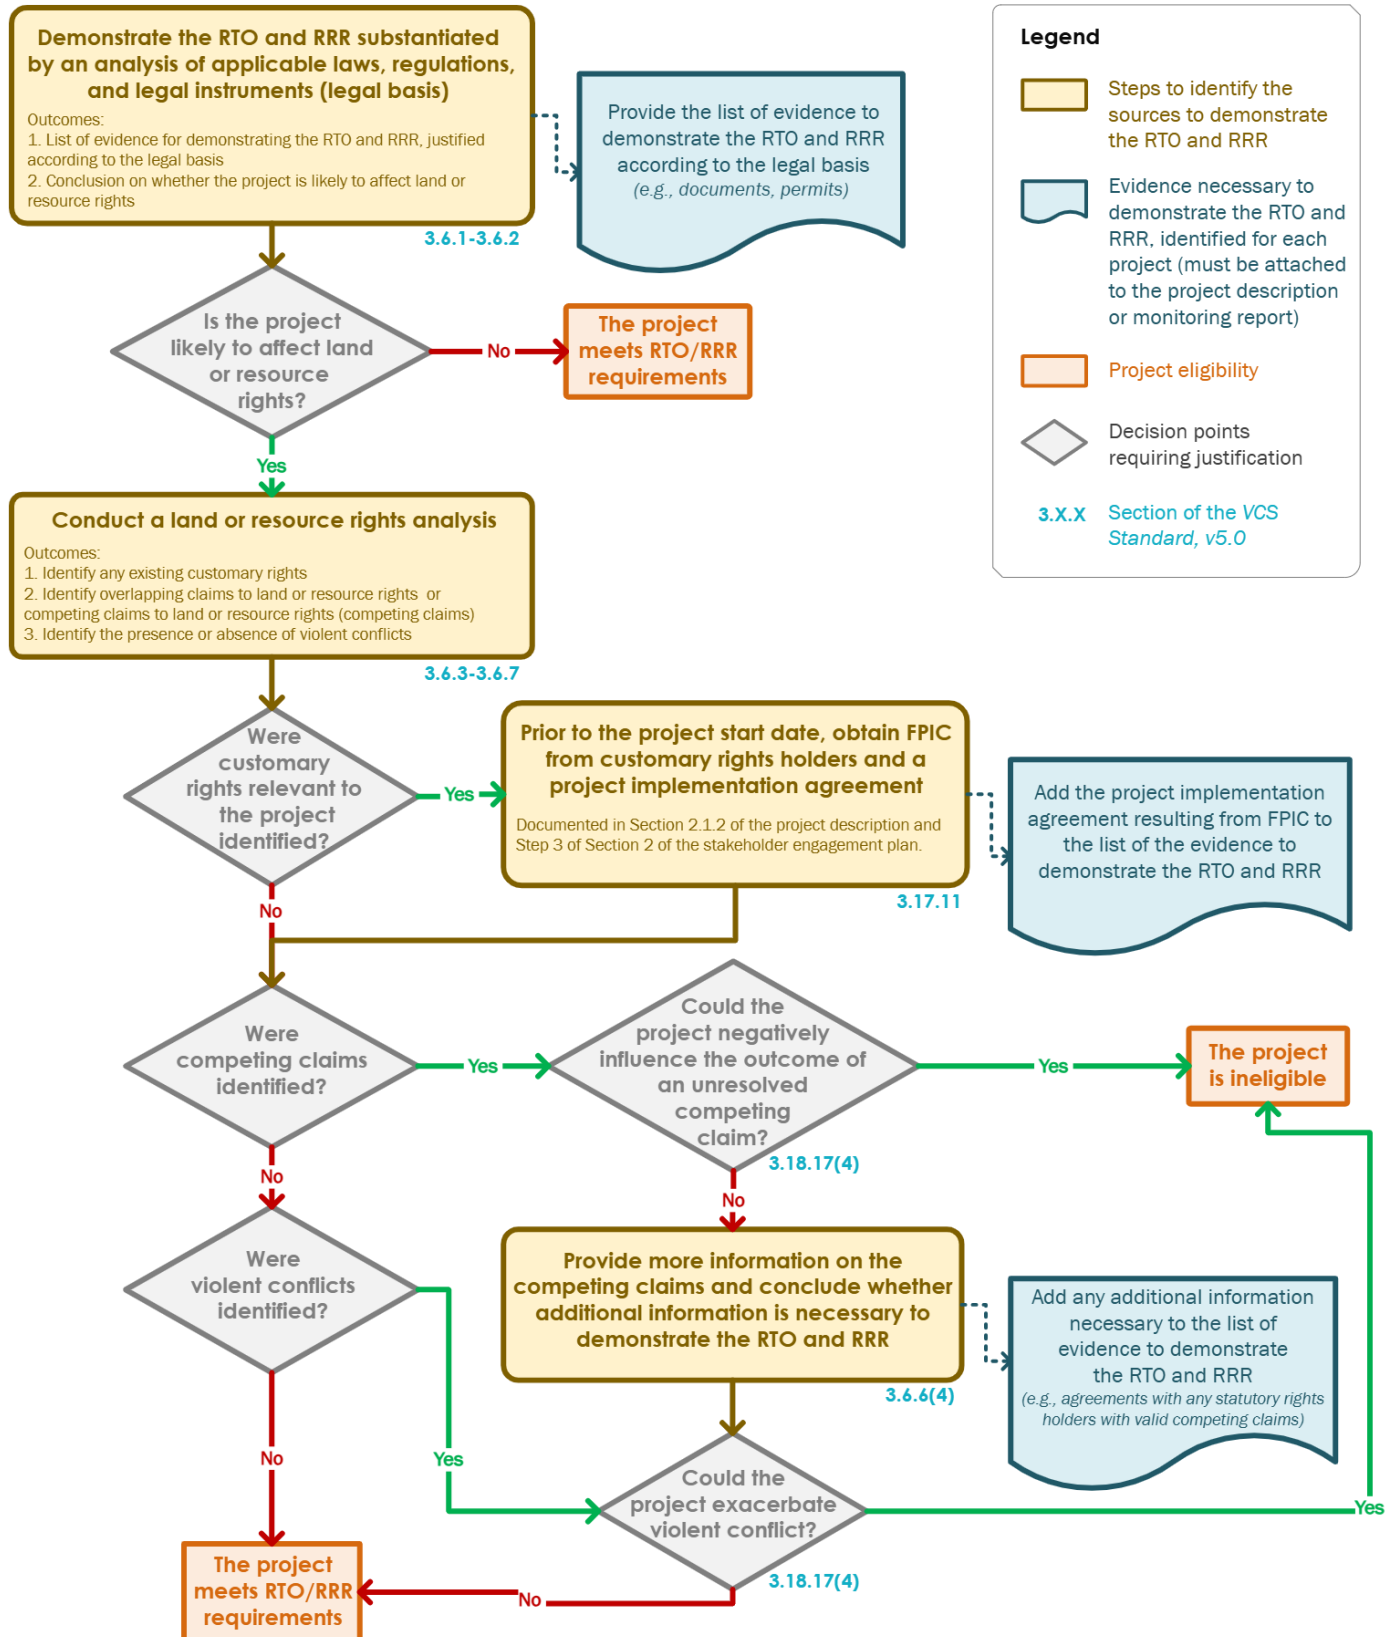 Demonstrate the RTO and RRR substantiated
by an analysis of applicable laws, regulations,
and legal instruments (legal basis)
Outcomes:
1. List of evidence for demonstrating the RTO and RRR, justified
according to the legal basis
2. Conclusion on whether the project is likely to affect land or
resource rights
3.6.1-3.6.2
Provide the list of evidence to
demonstrate the RTO and RRR
according to the legal basis
(e.g., documents, permits)
Legend
Steps to identify the
sources to demonstrate
the RTO and RRR
Evidence necessary to
demonstrate the RTO and
RRR, identified for each
project (must be attached
to the project description
or monitoring report)
Project eligibility
Decision points
requiring justification
3.X.X
Section of the VCS
Standard, v5.0
Is the project
likely to affect land
or resource
rights?
No
The project
meets RTO/RRR
requirements
Yes
Conduct a land or resource rights analysis
Outcomes:
1. Identify any existing customary rights
2. Identify overlapping claims to land or resource rights or
competing claims to land or resource rights (competing claims)
3. Identify the presence or absence of violent conflicts
3.6.3-3.6.7
Were
customary
rights relevant to
the project
identified?
Yes
Prior to the project start date, obtain FPIC
from customary rights holders and a
project implementation agreement
Documented in Section 2.1.2 of the project description and
Step 3 of Section 2 of the stakeholder engagement plan.
3.17.11
Add the project implementation
agreement resulting from FPIC to
the list of the evidence to
demonstrate the RTO and RRR
No
Were
competing claims
identified?
Yes
Could the
project negatively
influence the outcome of
an unresolved
competing
claim?
3.18.17(4)
Yes
The project
is ineligible
No
No
Were
violent conflicts
identified?
Provide more information on the
competing claims and conclude whether
additional information is necessary to
demonstrate the RTO and RRR
3.6.6(4)
Add any additional information
necessary to the list of
evidence to demonstrate
the RTO and RRR
(e.g., agreements with any statutory rights
holders with valid competing claims)
No
Yes
Could the
project exacerbate
violent conflict?
3.18.17(4)
Yes
No
The project
meets RTO/RRR
requirements